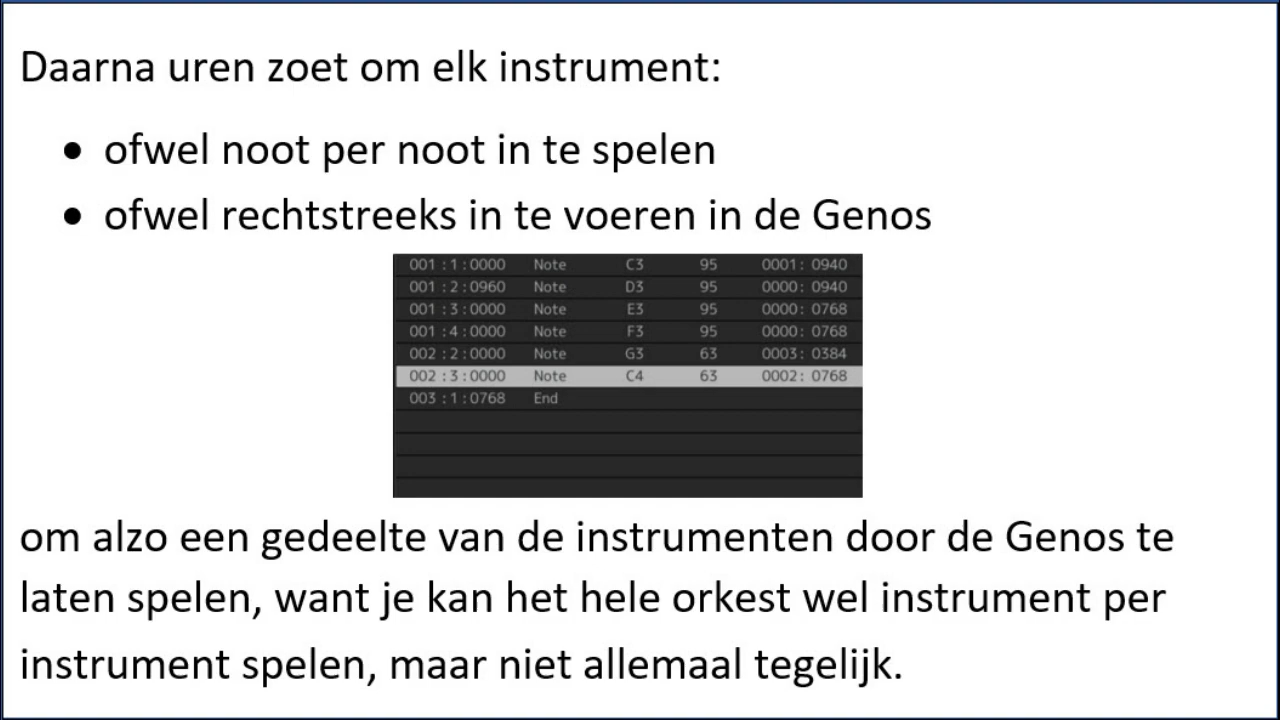 Daarna uren zoet om elk instrument:
• ofwel noot per noot in te spelen
• ofwel rechtstreeks in te voeren in de Genos
001 : 1 : 0000 Note C3 95 0001 : 0940
001 : 2 : 0960 Note D3 95 0000 : 0940
001 : 3 : 0000 Note E3 95 0000 : 0768
001 : 4 : 0000 Note F3 95 0000 : 0768
002 : 2 : 0000 Note G3 63 0003 : 0384
002 : 3 : 0000 Note C4 63 0002 : 0768
003 : 1 : 0768 End
om alzo een gedeelte van de instrumenten door de Genos te
laten spelen, want je kan het hele orkest wel instrument per
instrument spelen, maar niet allemaal tegelijk.